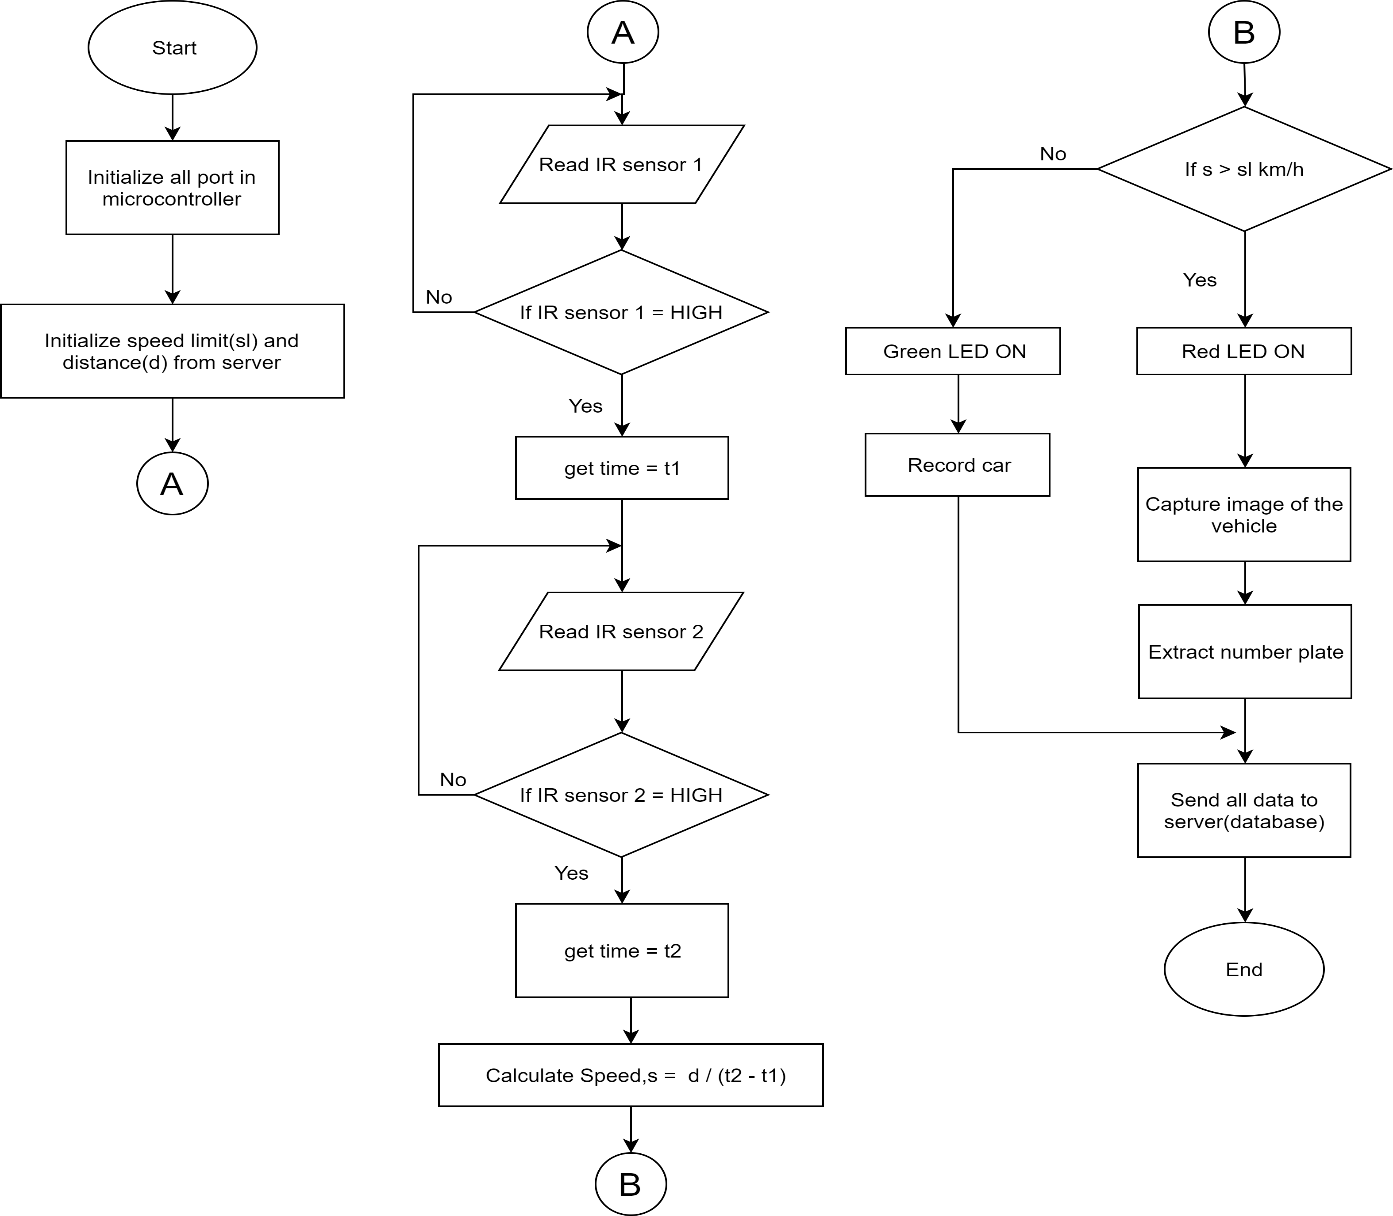 Start
Initialize all port in
microcontroller
Initialize speed limit(sl) and
distance(d) from server
A
A
Read IR sensor 1
If IR sensor 1 = HIGH
No
Yes
get time = t1
Read IR sensor 2
If IR sensor 2 = HIGH
No
Yes
get time = t2
Calculate Speed,s =  d / (t2 - t1)
B
B
If s > sl km/h
No
Yes
Green LED ON
Record car
Red LED ON
Capture image of the
vehicle
Extract number plate
Send all data to
server(database)
End